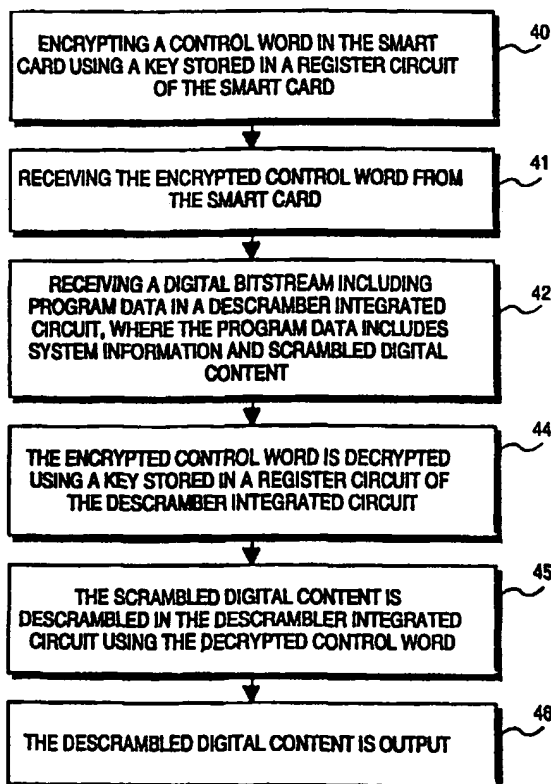 ENCRYPTING A CONTROL WORD IN THE SMART
CARD USING A KEY STORED IN A REGISTER CIRCUIT
OF THE SMART CARD
40
RECEIVING THE ENCRYPTED CONTROL WORD FROM
THE SMART CARD.
41
RECEIVING A DIGITAL BITSTREAM INCLUDING
PROGRAM DATA IN A DESCRAMBER INTEGRATED
CIRCUIT, WHERE THE PROGRAM DATA INCLUDES
SYSTEM INFORMATION AND SCRAMBLED DIGITAL
CONTENT
42
THE ENCRYPTED CONTROL WORD IS DECRYPTED
USING A KEY STORED IN A REGISTER CIRCUIT OF
THE DESCRAMBER INTEGRATED CIRCUIT
44
THE SCRAMBLED DIGITAL CONTENT IS
DESCRAMBLED IN THE DESCRAMBLER INTEGRATED
CIRCUIT USING THE DECRYPTED CONTROL WORD
45
THE DESCRAMBLED DIGITAL CONTENT IS OUTPUT
46